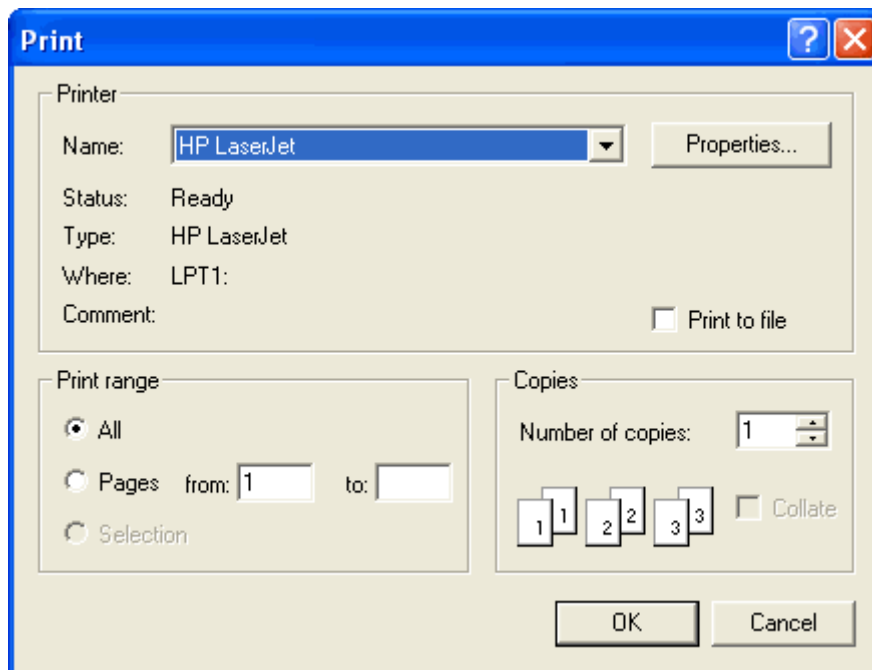 Print
Printer
Name: HP LaserJet Properties...
Status: Ready
Type: HP LaserJet
Where: LPT1:
Comment:
Print to file
Print range
All
Pages from: 1 to:
Selection
Copies
Number of copies: 1
1 1 2 2 3 3
Collate
OK Cancel